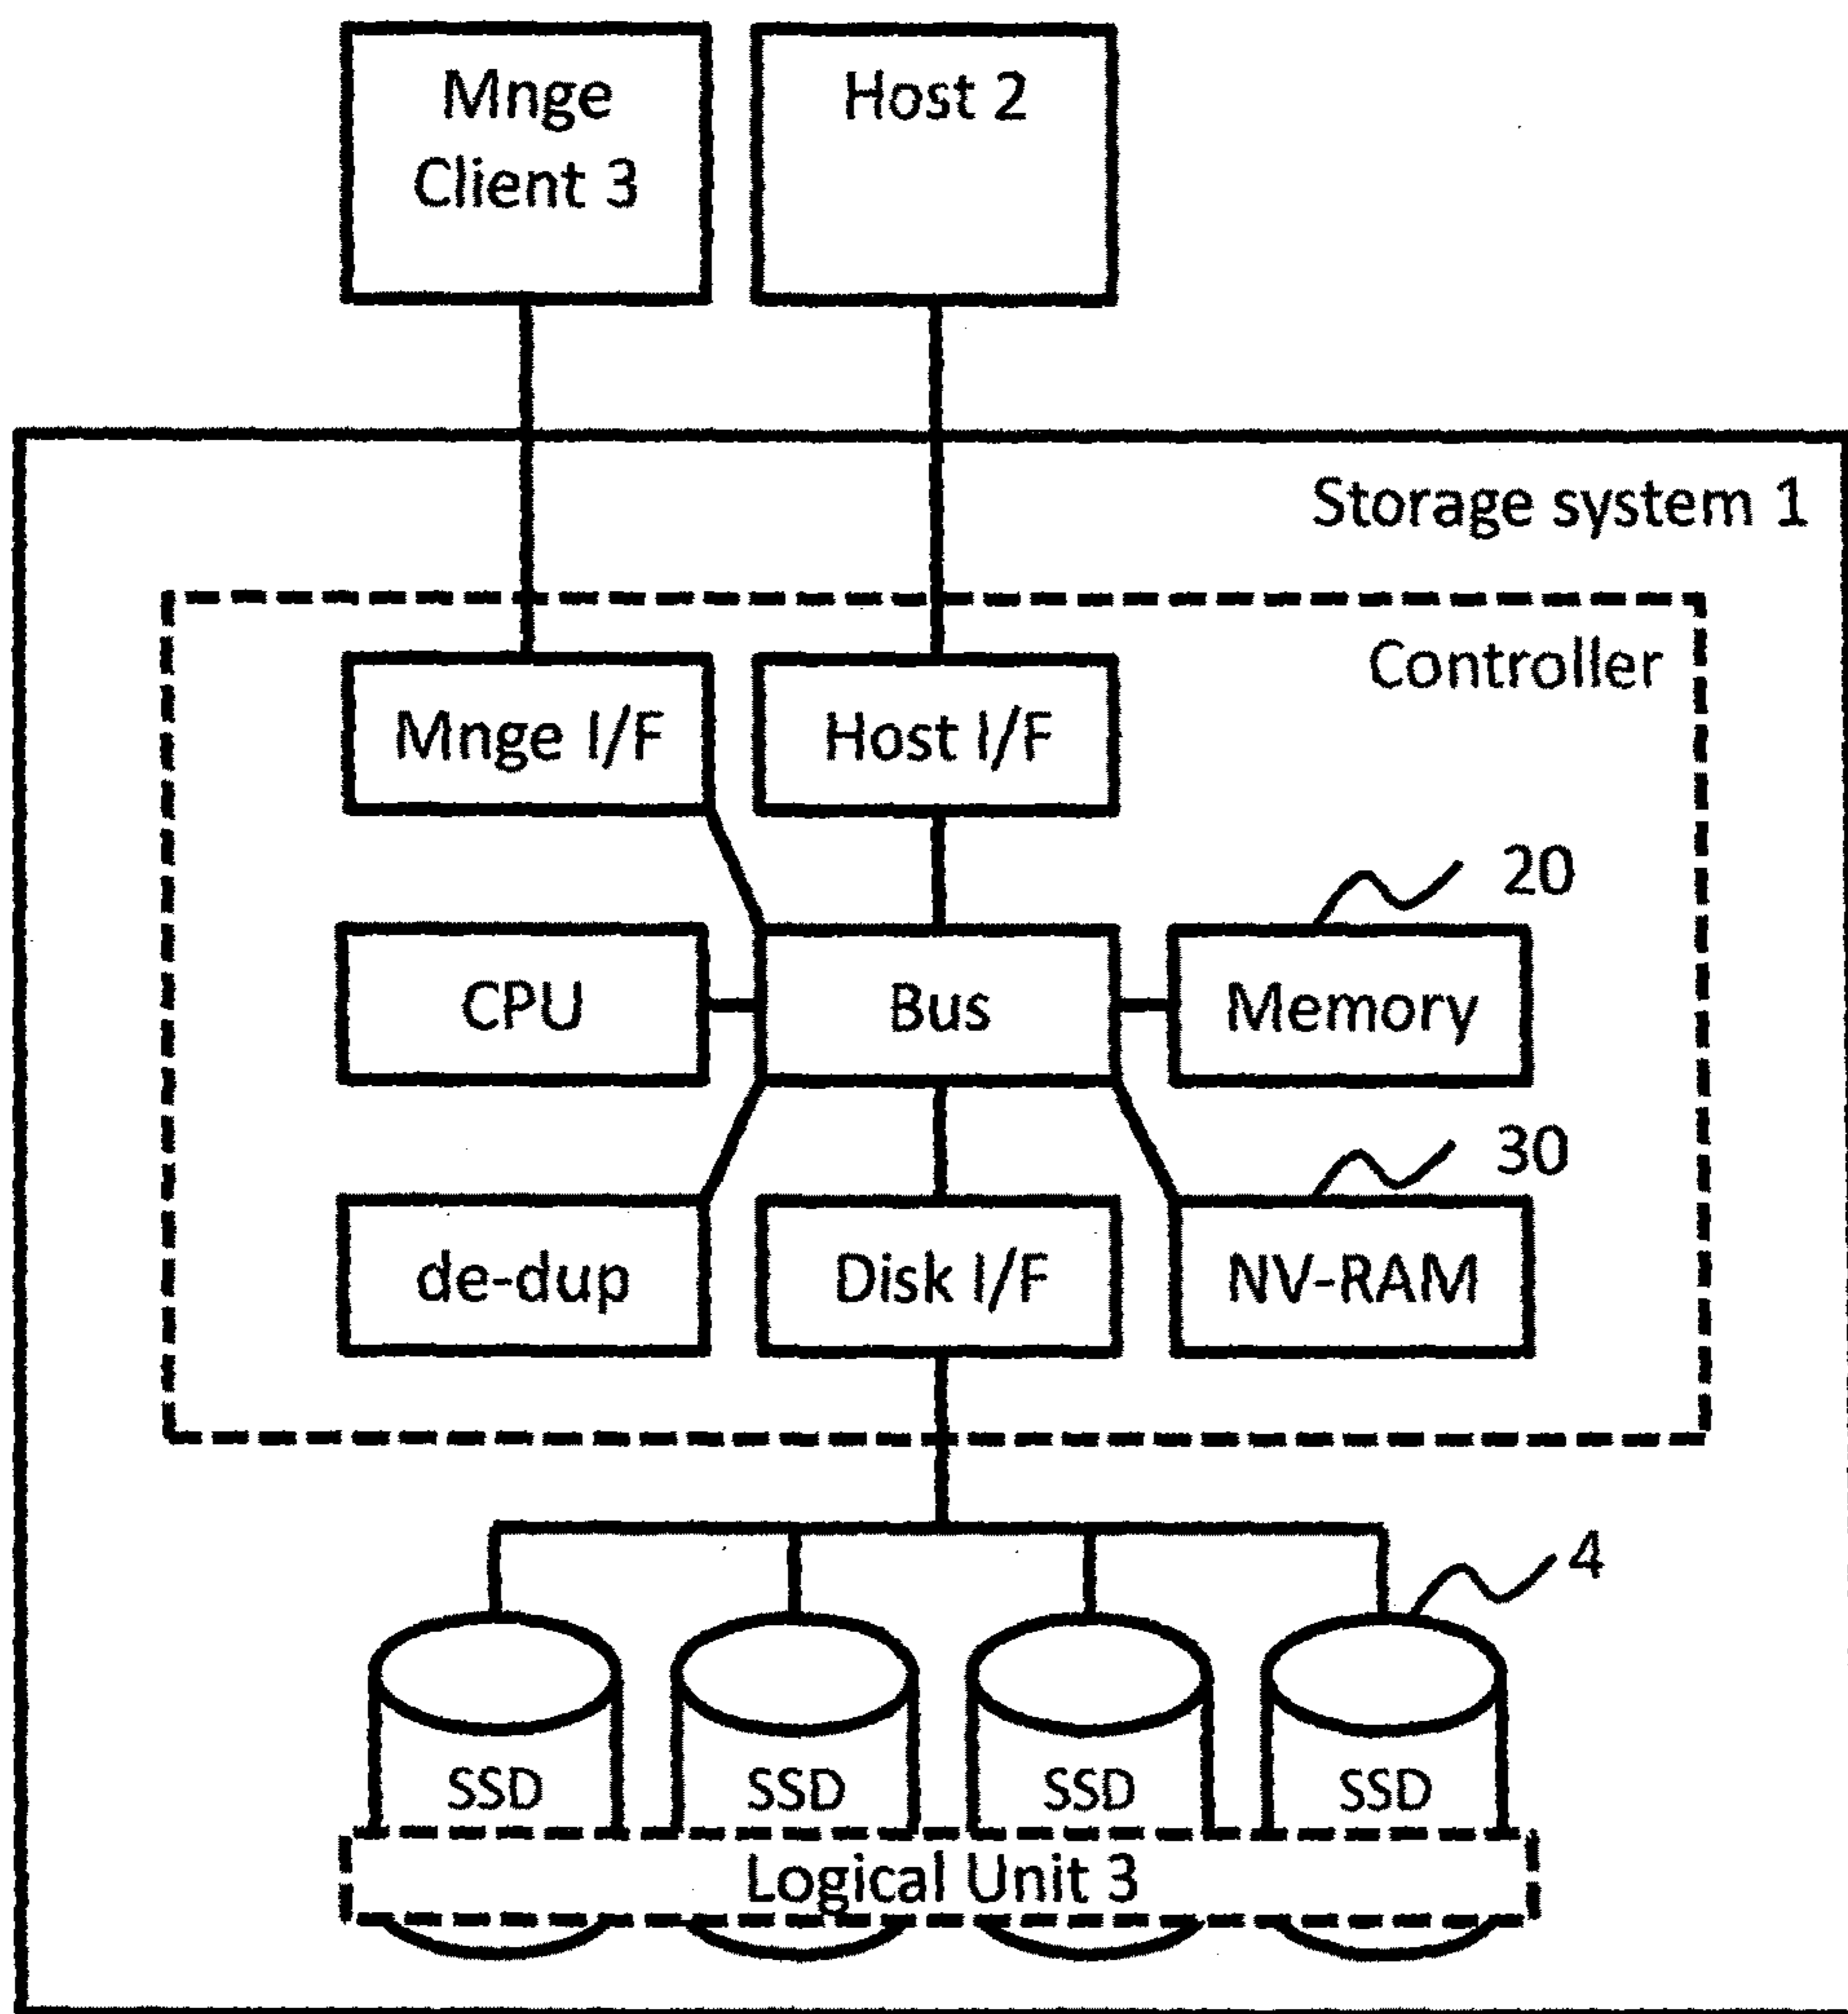 Mnge
Client 3
Host 2
Storage system 1
Controller
Mnge I/F
Host I/F
20
CPU
Bus
Memory
30
de-dup
Disk I/F
NV-RAM
4
SSD
SSD
SSD
SSD
Logical Unit 3